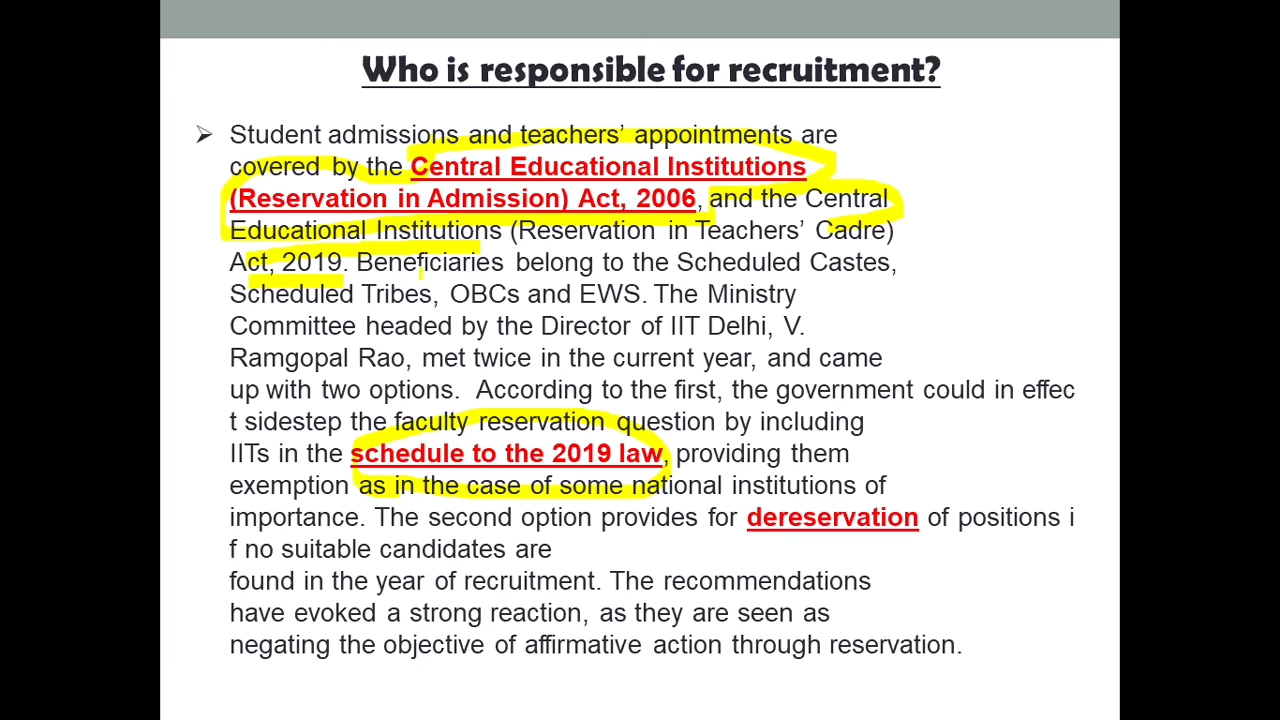 Who is responsible for recruitment?
➢ Student admissions and teachers’ appointments are
covered by the Central Educational Institutions
(Reservation in Admission) Act, 2006, and the Central
Educational Institutions (Reservation in Teachers’ Cadre)
Act, 2019. Beneficiaries belong to the Scheduled Castes,
Scheduled Tribes, OBCs and EWS. The Ministry
Committee headed by the Director of IIT Delhi, V.
Ramgopal Rao, met twice in the current year, and came
up with two options. According to the first, the government could in effec
t sidestep the faculty reservation question by including
IITs in the schedule to the 2019 law, providing them
exemption as in the case of some national institutions of
importance. The second option provides for dereservation of positions i
f no suitable candidates are
found in the year of recruitment. The recommendations
have evoked a strong reaction, as they are seen as
negating the objective of affirmative action through reservation.